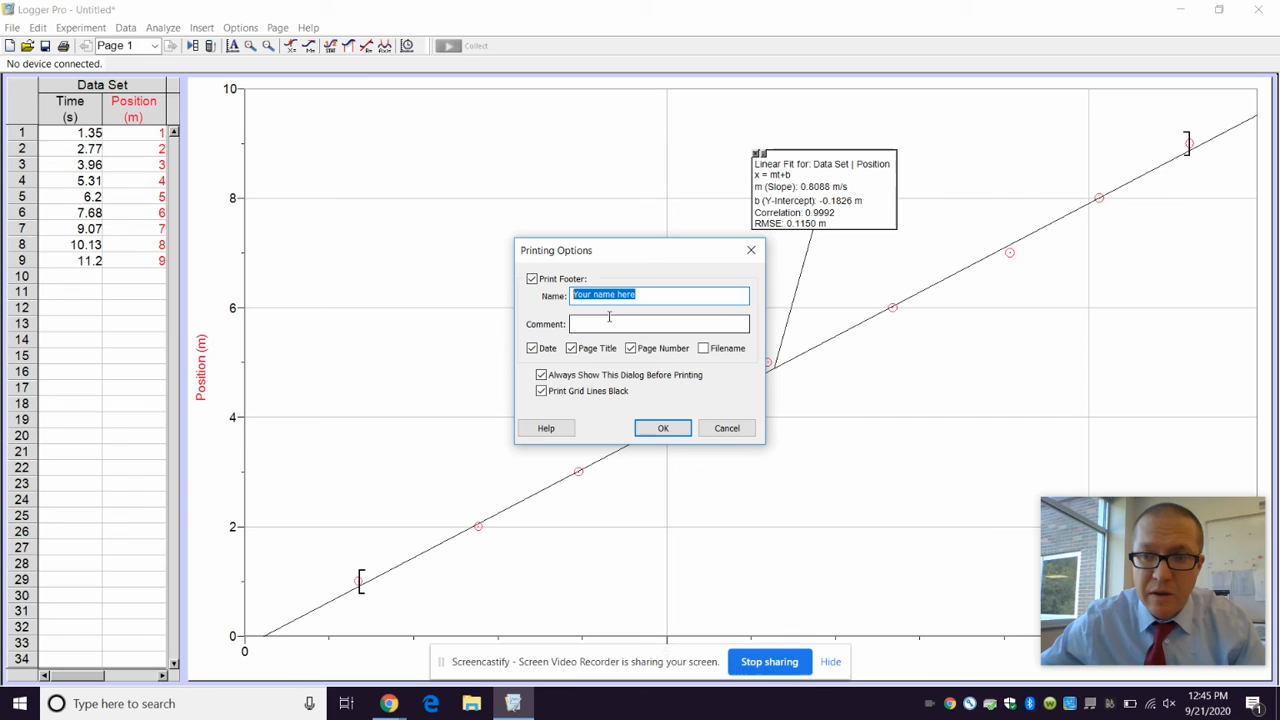 Logger Pro - Untitled*
File Edit Experiment Data Analyze Insert Options Page Help
Page 1
Collect
No device connected.
Data Set
Time Position
(s) (m)
1 1.35 1
2 2.77 2
3 3.96 3
4 5.31 4
5 6.2 5
6 7.68 6
7 9.07 7
8 10.13 8
9 11.2 9
10
11
12
13
14
15
16
17
18
19
20
21
22
23
24
25
26
27
28
29
30
31
32
33
34
Position (m)
10
8
6
4
2
0
0
Linear Fit for: Data Set | Position
x = mt+b
m (Slope): 0.8088 m/s
b (Y-Intercept): -0.1826 m
Correlation: 0.9992
RMSE: 0.1150 m
Printing Options
Print Footer:
Name: Your name here
Comment:
Date Page Title Page Number Filename
Always Show This Dialog Before Printing
Print Grid Lines Black
Help OK Cancel
Screencastify - Screen Video Recorder is sharing your screen. Stop sharing Hide
Type here to search
12:45 PM
9/21/2020
1